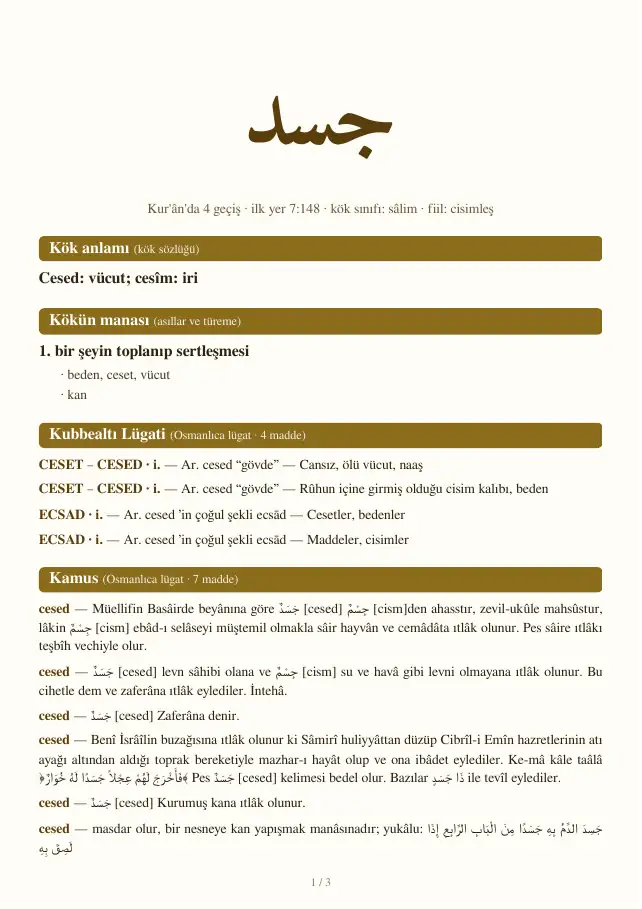 جسد
Kur'ân'da 4 geçiş · ilk yer 7:148 · kök sınıfı: sâlim · fiil: cisimleş
Kök anlamı (kök sözlüğü)
Cesed: vücut; cesîm: iri
Kökün manası (asıllar ve türeme)
1. bir şeyin toplanıp sertleşmesi
· beden, ceset, vücut
· kan
Kubbealtı Lügati (Osmanlıca lügat · 4 madde)
CESET – CESED · i. — Ar. cesed “gövde” — Cansız, ölü vücut, naaş
CESET – CESED · i. — Ar. cesed “gövde” — Rûhun içine girmiş olduğu cisim kalıbı, beden
ECSAD · i. — Ar. cesed ’in çoğul şekli ecsād — Cesetler, bedenler
ECSAD · i. — Ar. cesed ’in çoğul şekli ecsād — Maddeler, cisimler
Kamus (Osmanlıca lügat · 7 madde)
cesed — Müellifin Basâirde beyânına göre جَسَدٌ [cesed] جِسْمٌ [cism]den ahasstır, zevil-ukûle mahsûstur,
lâkin جِسْمٌ [cism] ebâd-ı selâseyi müştemil olmakla sâir hayvân ve cemâdâta ıtlâk olunur. Pes sâire ıtlâkı
teşbîh vechiyle olur.
cesed — جَسَدٌ [cesed] levn sâhibi olana ve جِسْمٌ [cism] su ve havâ gibi levni olmayana ıtlâk olunur. Bu
cihetle dem ve zaferâna ıtlâk eylediler. İntehâ.
cesed — جَسَدٌ [cesed] Zaferâna denir.
cesed — Benî İsrâîlin buzağısına ıtlâk olunur ki Sâmirî huliyyâttan düzüp Cibrîl-i Emîn hazretlerinin atı
ayağı altından aldığı toprak bereketiyle mazhar-ı hayât olup ve ona ibâdet eylediler. Ke-mâ kâle taâlâ
﴿فَأَخْرَجَ لَهُمْ عِجْلاً جَسَدًا لَهُ خُوَارٌ﴾ Pes جَسَدٌ [cesed] kelimesi bedel olur. Bazılar ذَا جَسَدٍ ile tevîl eylediler.
cesed — جَسَدٌ [cesed] Kurumuş kana ıtlâk olunur.
cesed — masdar olur, bir nesneye kan yapışmak manâsınadır; yukâlu: جَسِدَ الدَّمُ بِهِ جَسَدًا مِنَ الْبَابِ الرَّابِعِ إِذَا
لَصِقَ بِهِ
1 / 3